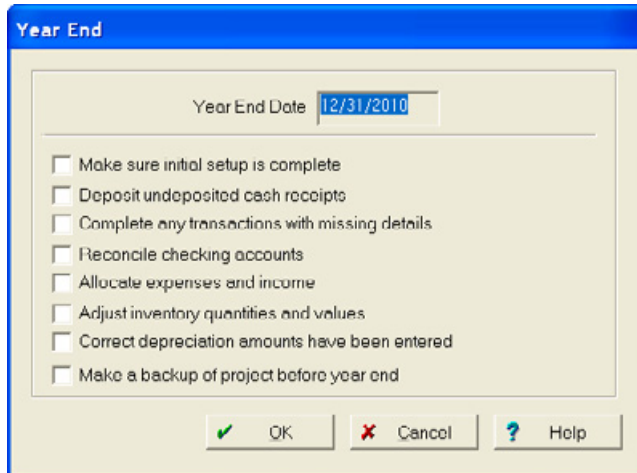 Year End
Year End Date 12/31/2010
Make sure initial setup is complete
Deposit undeposited cash receipts
Complete any transactions with missing details
Reconcile checking accounts
Allocate expenses and income
Adjust inventory quantities and values
Correct depreciation amounts have been entered
Make a backup of project before year end
OK Cancel Help